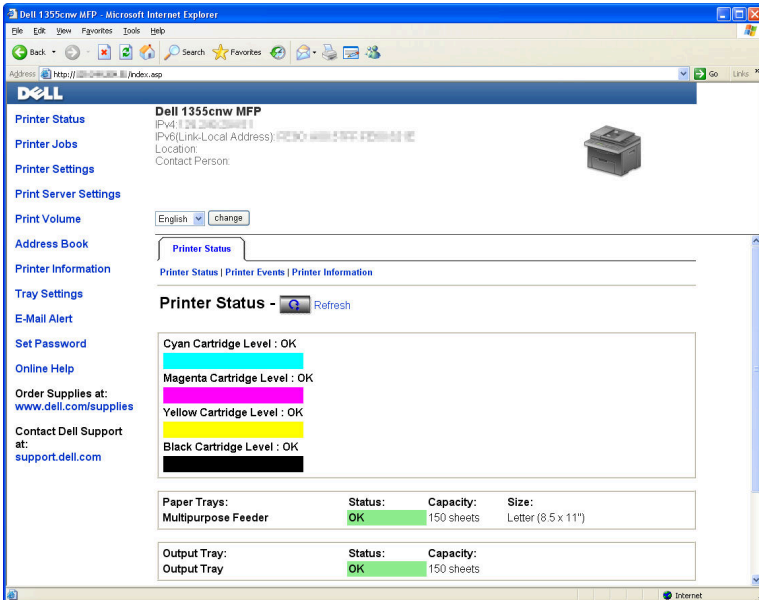 Dell 1355cnw MFP - Microsoft Internet Explorer
File Edit View Favorites Tools Help
Back Search Favorites
Address http:// /index.asp Go Links
DELL
Printer Status
Printer Jobs
Printer Settings
Print Server Settings
Print Volume
Address Book
Printer Information
Tray Settings
E-Mail Alert
Set Password
Online Help
Order Supplies at:
www.dell.com/supplies
Contact Dell Support
at:
support.dell.com
Dell 1355cnw MFP
IPv4:
IPv6(Link-Local Address):
Location:
Contact Person:
English change
Printer Status
Printer Status | Printer Events | Printer Information
Printer Status - Refresh
Cyan Cartridge Level : OK
Magenta Cartridge Level : OK
Yellow Cartridge Level : OK
Black Cartridge Level : OK
Paper Trays: Status: Capacity: Size:
Multipurpose Feeder OK 150 sheets Letter (8.5 x 11")
Output Tray: Status: Capacity:
Output Tray OK 150 sheets
Internet